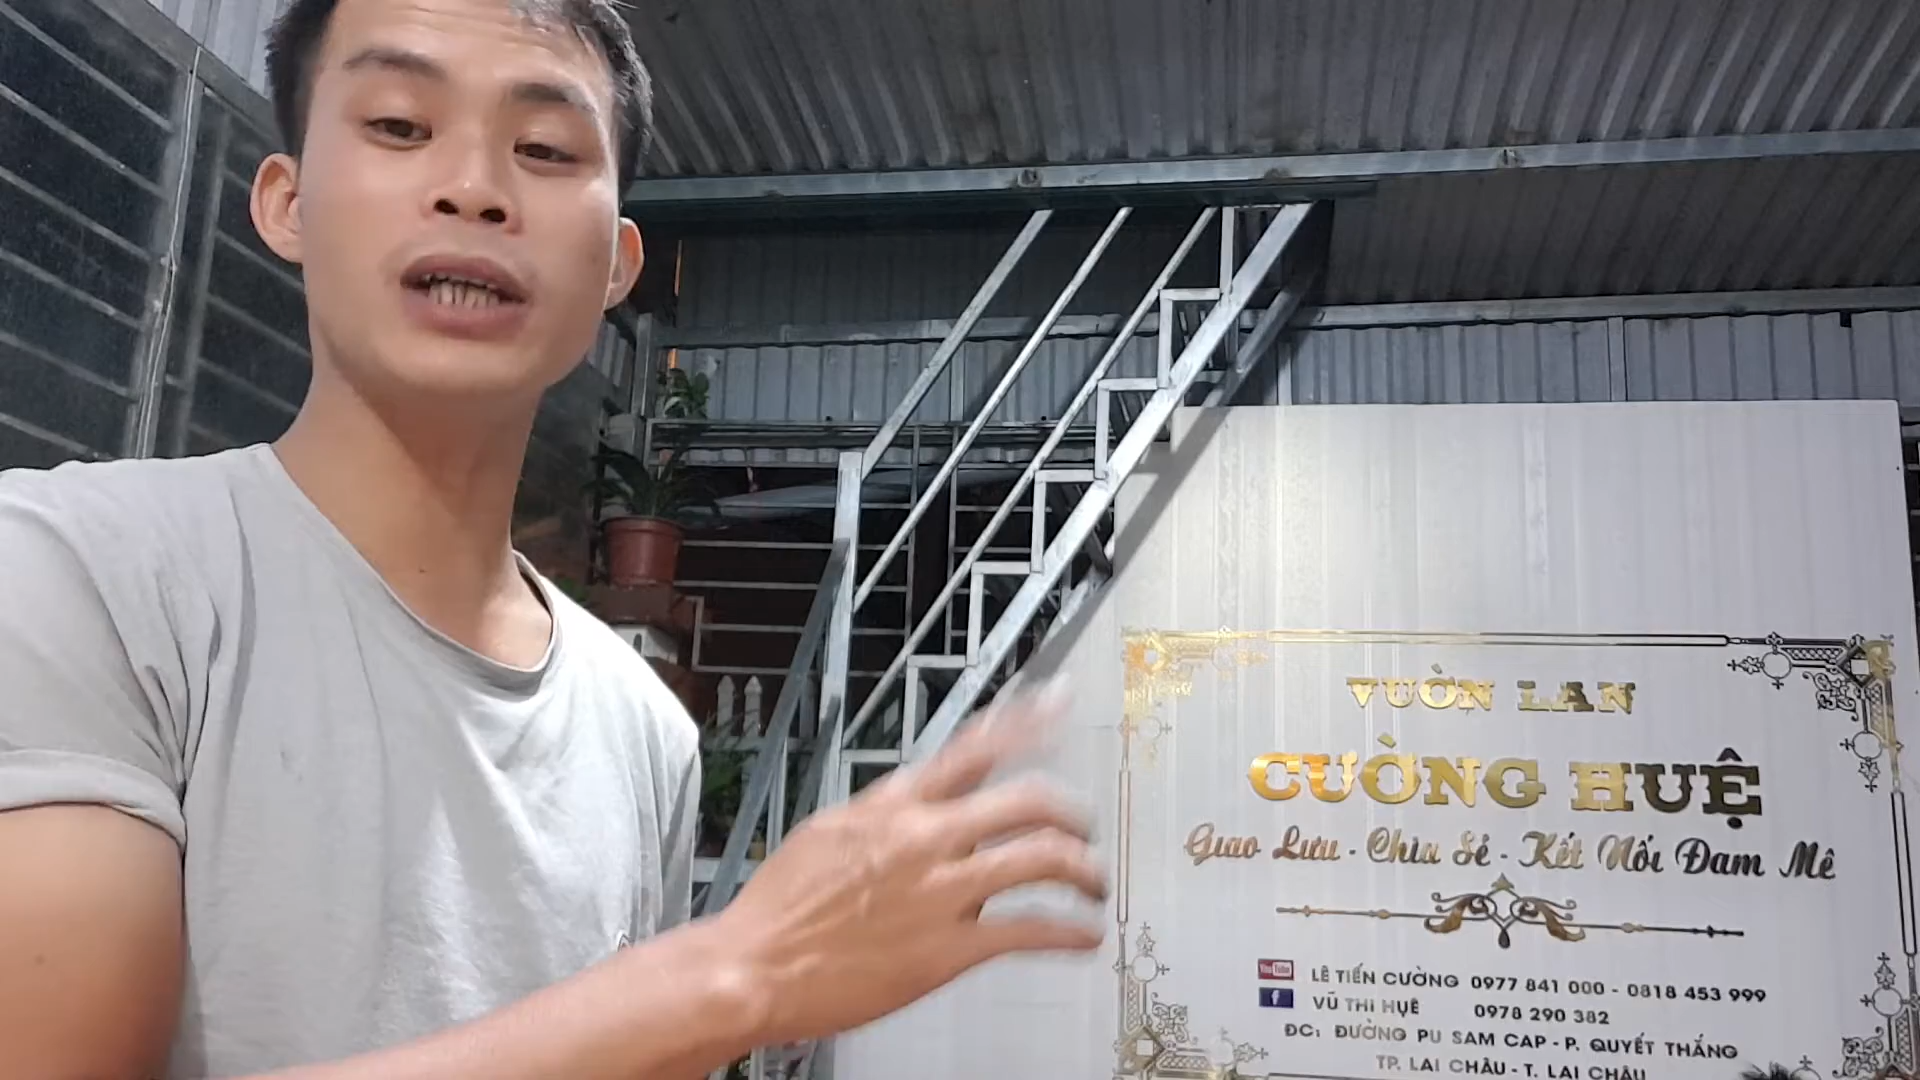 VƯỜN LAN
CƯỜNG HUỆ
Giao Lưu - Chia Sẻ - Kết Nối Đam Mê
YouTube LÊ TIẾN CƯỜNG 0977 841 000 - 0818 453 999
f VŨ THỊ HUỆ 0978 290 382
ĐC: ĐƯỜNG PU SAM CAP - P. QUYẾT THẮNG
TP. LAI CHÂU - T. LAI CHÂU